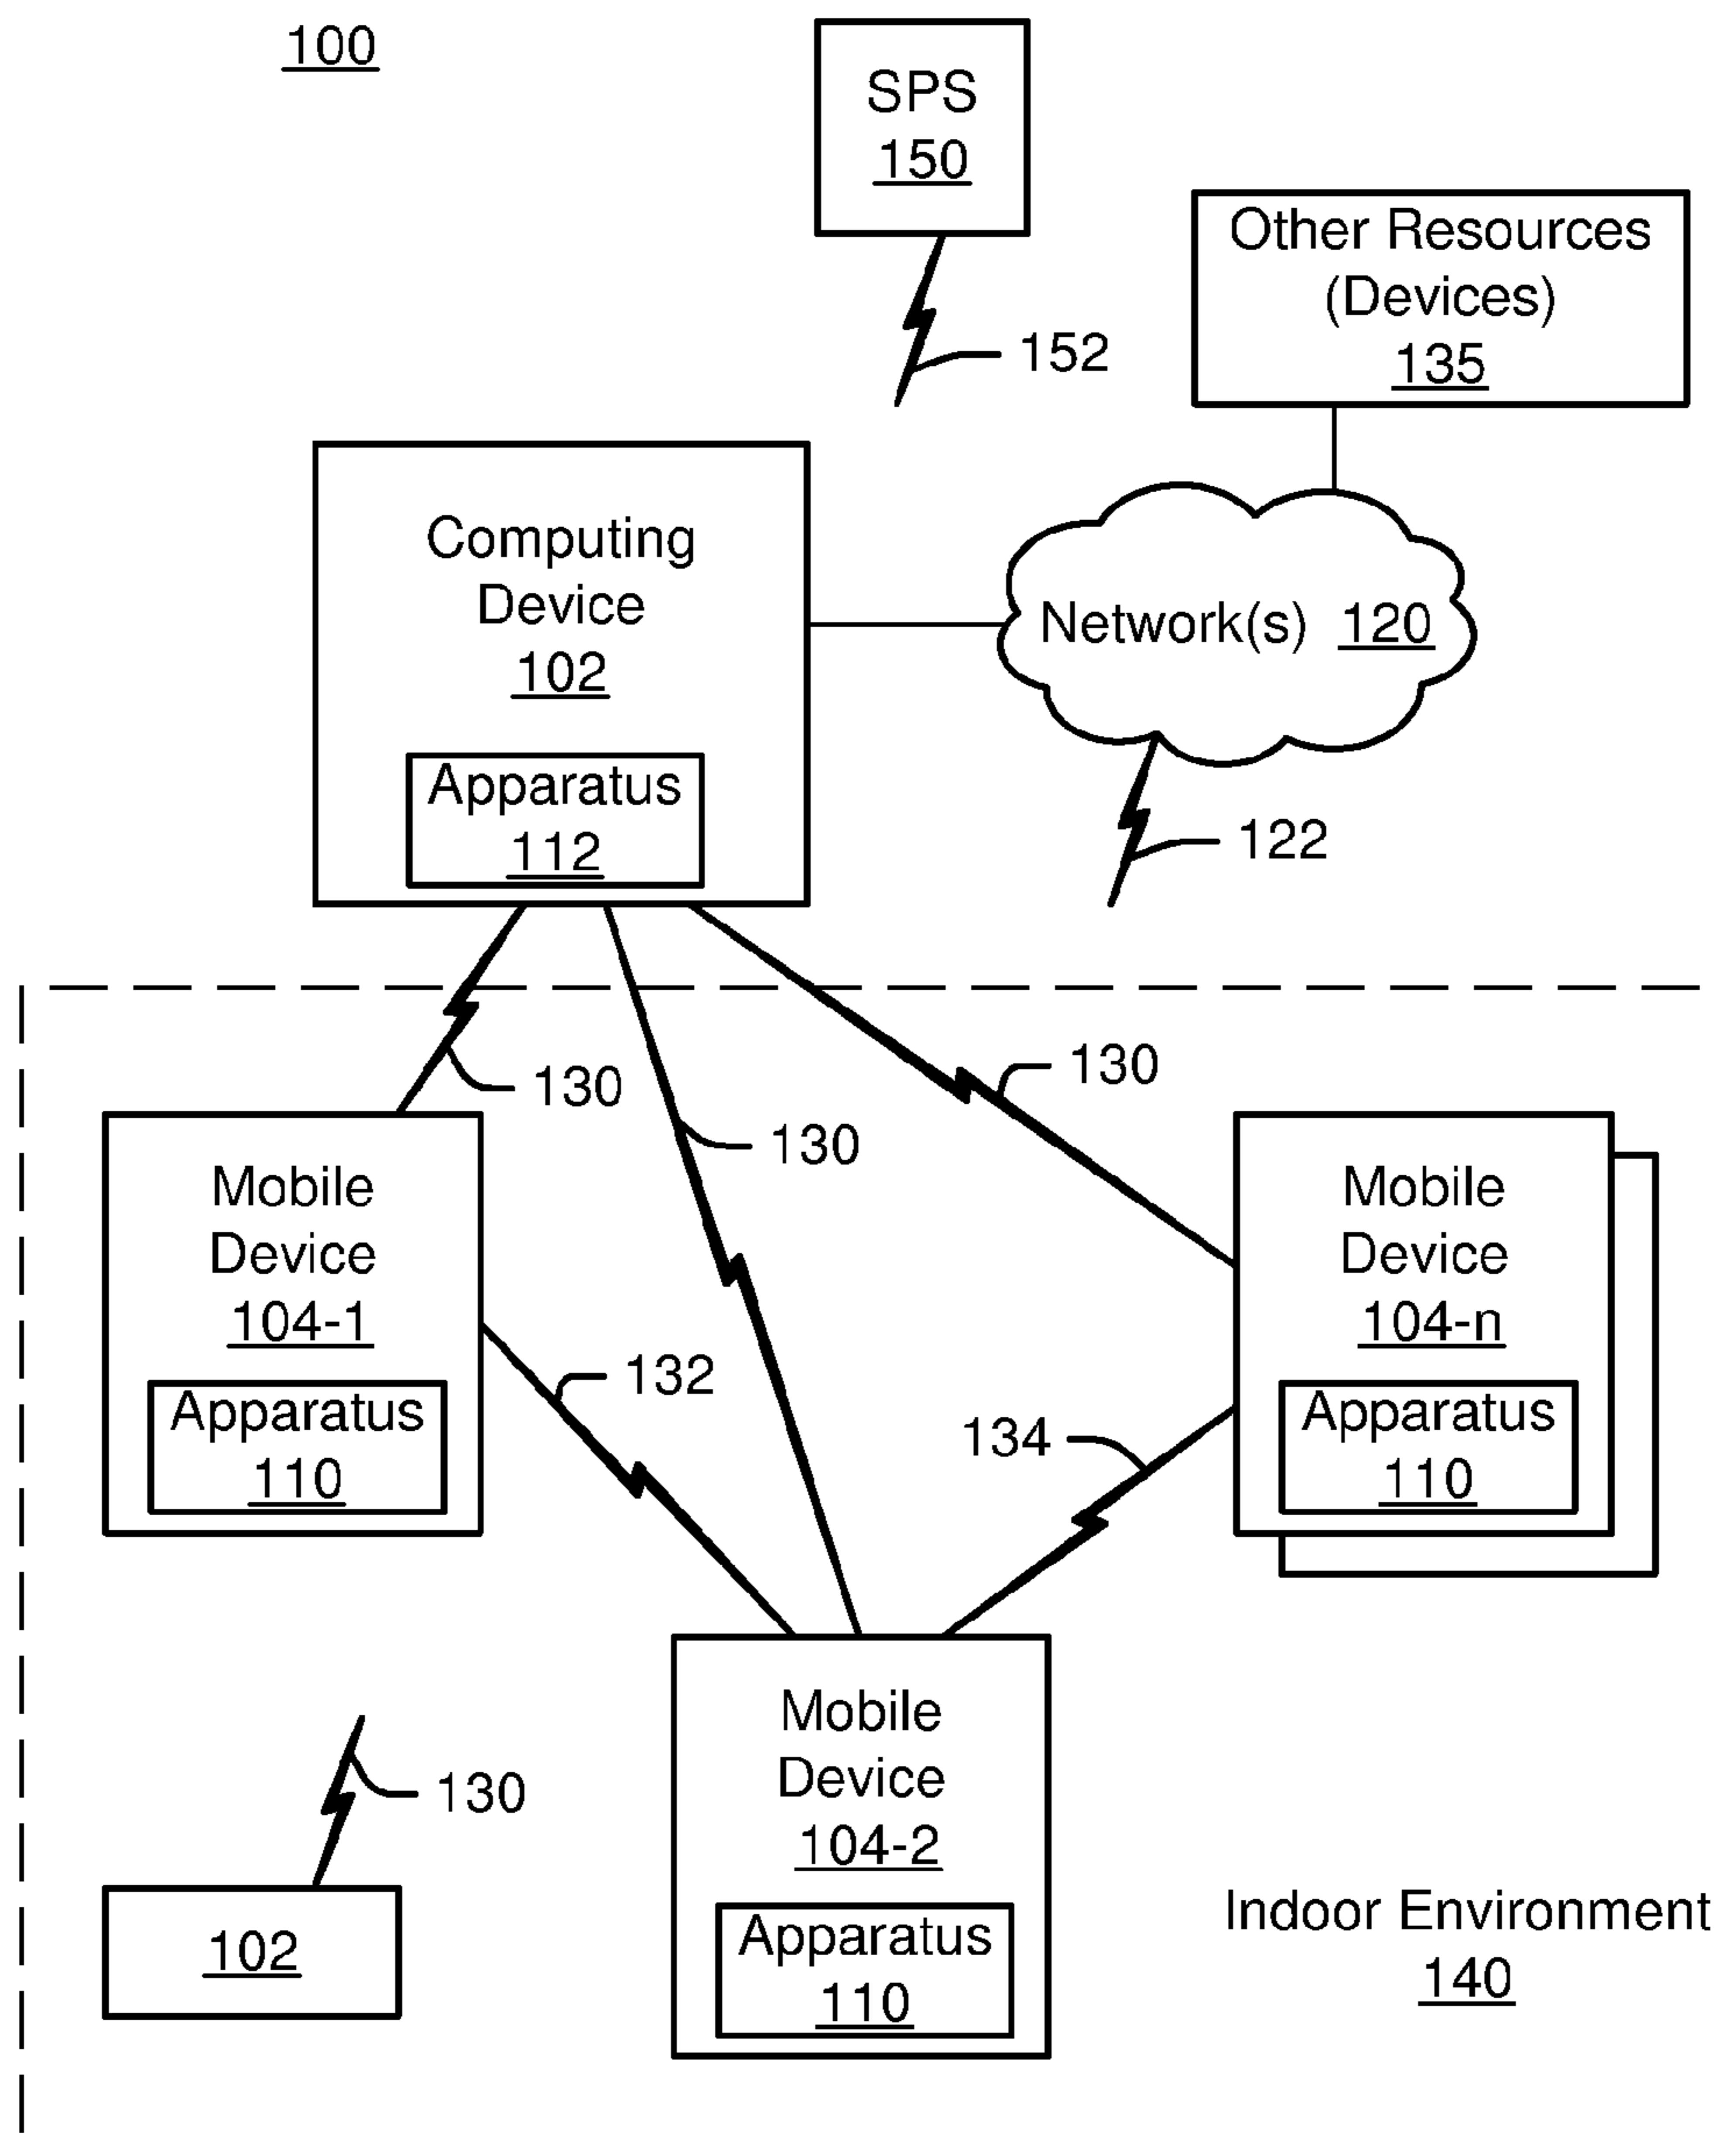 100
SPS
150
152
Other Resources
(Devices)
135
Computing
Device
102
Apparatus
112
Network(s) 120
122
130
130
130
Mobile
Device
104-1
Apparatus
110
132
134
Mobile
Device
104-n
Apparatus
110
130
102
Mobile
Device
104-2
Apparatus
110
Indoor Environment
140